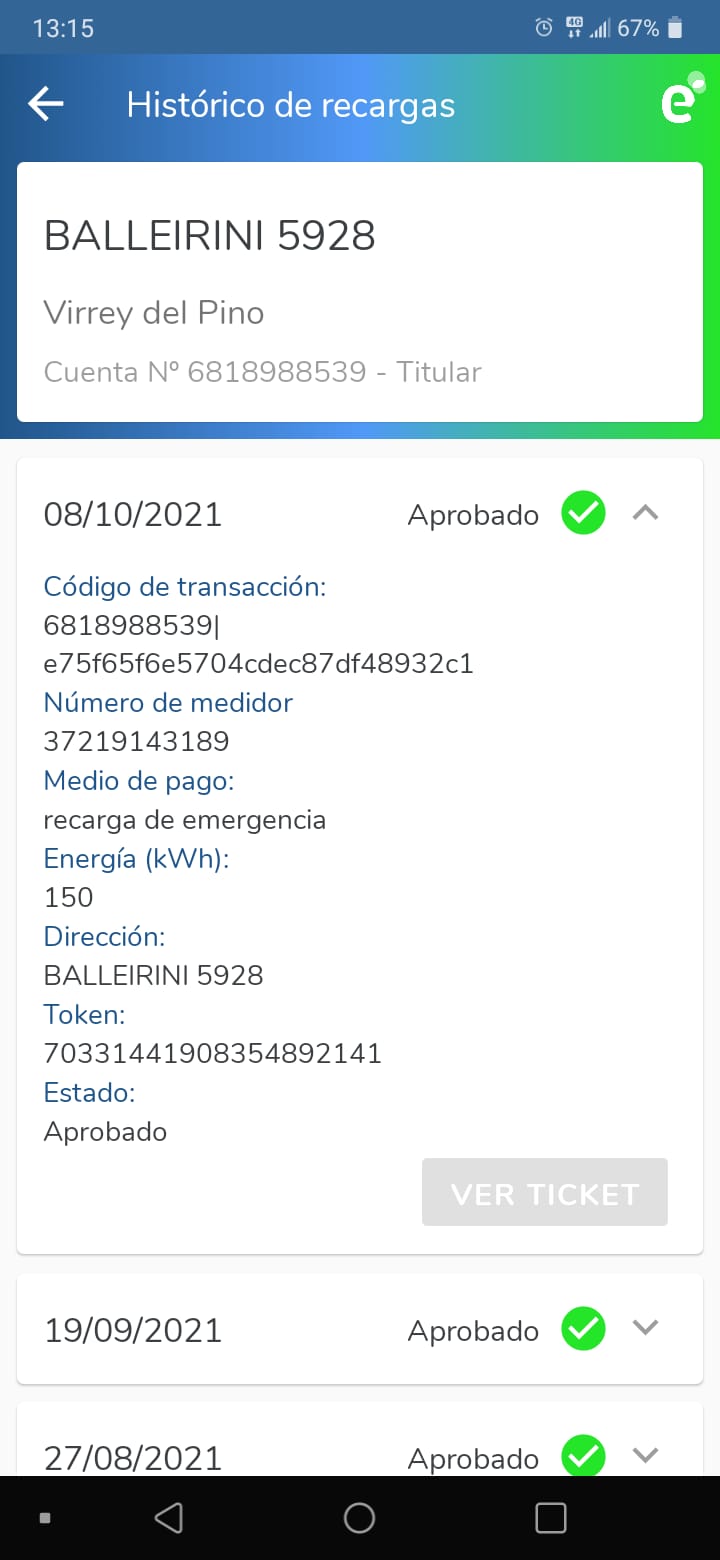 13:15
4G
67%
Histórico de recargas
e
BALLEIRINI 5928
Virrey del Pino
Cuenta Nº 6818988539 - Titular
08/10/2021 Aprobado
Código de transacción:
6818988539|
e75f65f6e5704cdec87df48932c1
Número de medidor
37219143189
Medio de pago:
recarga de emergencia
Energía (kWh):
150
Dirección:
BALLEIRINI 5928
Token:
70331441908354892141
Estado:
Aprobado
VER TICKET
19/09/2021 Aprobado
27/08/2021 Aprobado